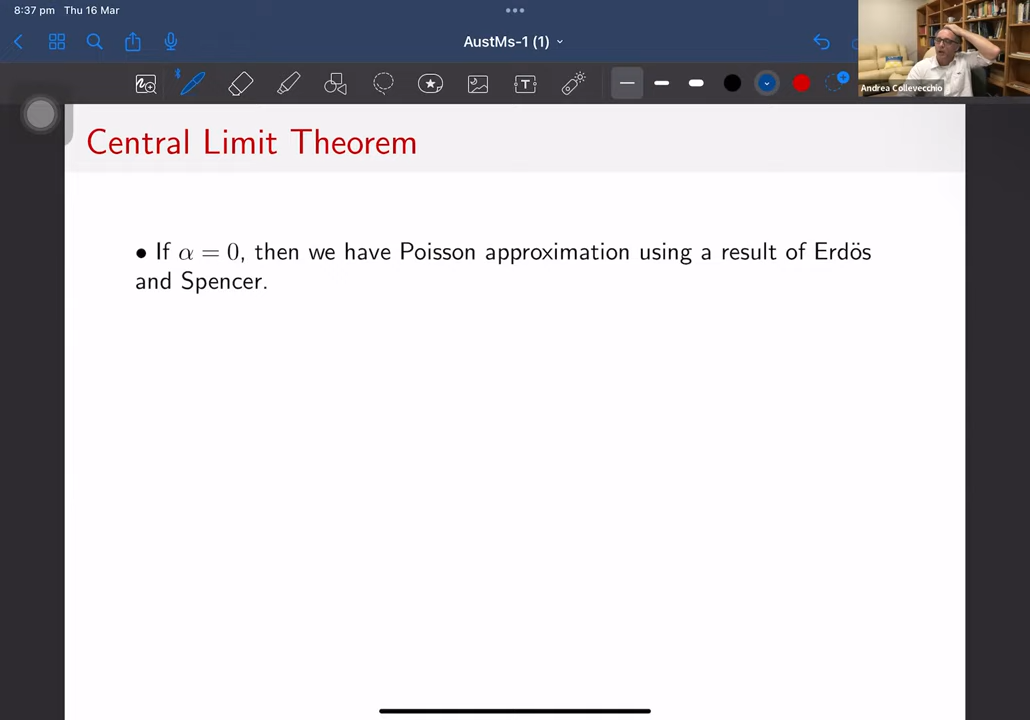 8:37 pm Thu 16 Mar
AustMs-1 (1)
Andrea Collevecchio
Central Limit Theorem
• If α = 0, then we have Poisson approximation using a result of Erdös
and Spencer.